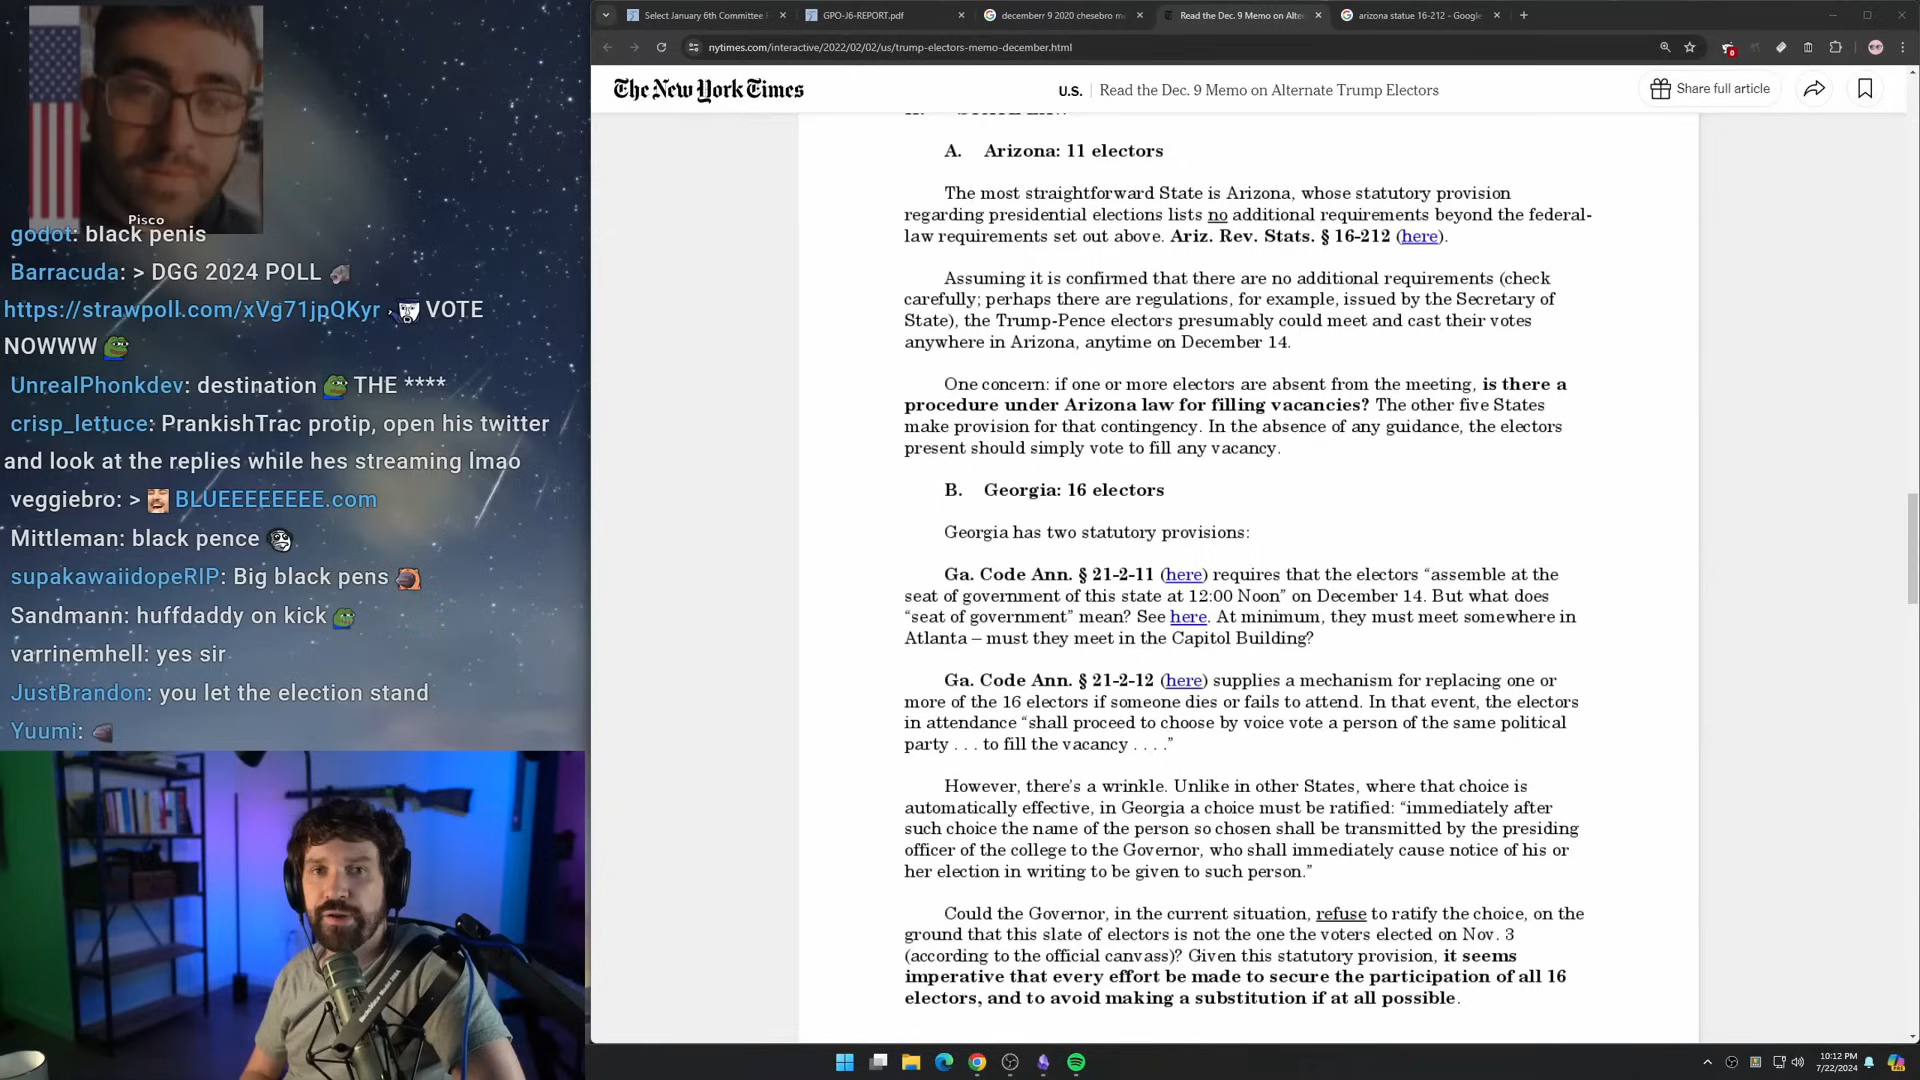 Select January 6th Committee
GPO-J6-REPORT.pdf
decemberr 9 2020 chesebro m
Read the Dec. 9 Memo on Alter
arizona statue 16-212 - Google
nytimes.com/interactive/2022/02/02/us/trump-electors-memo-december.html
The New York Times
U.S.
Read the Dec. 9 Memo on Alternate Trump Electors
Share full article
Pisco
godot: black penis
Barracuda: > DGG 2024 POLL
https://strawpoll.com/xVg71jpQKyr VOTE
NOWWW
UnrealPhonkdev: destination THE ****
crisp_lettuce: PrankishTrac protip, open his twitter
and look at the replies while hes streaming lmao
veggiebro: > BLUEEEEEEEE.com
Mittleman: black pence
supakawaiidopeRIP: Big black pens
Sandmann: huffdaddy on kick
varrinemhell: yes sir
JustBrandon: you let the election stand
Yuumi:
A. Arizona: 11 electors
The most straightforward State is Arizona, whose statutory provision
regarding presidential elections lists no additional requirements beyond the federal-
law requirements set out above. Ariz. Rev. Stats. § 16-212 (here).
Assuming it is confirmed that there are no additional requirements (check
carefully; perhaps there are regulations, for example, issued by the Secretary of
State), the Trump-Pence electors presumably could meet and cast their votes
anywhere in Arizona, anytime on December 14.
One concern: if one or more electors are absent from the meeting, is there a
procedure under Arizona law for filling vacancies? The other five States
make provision for that contingency. In the absence of any guidance, the electors
present should simply vote to fill any vacancy.
B. Georgia: 16 electors
Georgia has two statutory provisions:
Ga. Code Ann. § 21-2-11 (here) requires that the electors “assemble at the
seat of government of this state at 12:00 Noon” on December 14. But what does
“seat of government” mean? See here. At minimum, they must meet somewhere in
Atlanta – must they meet in the Capitol Building?
Ga. Code Ann. § 21-2-12 (here) supplies a mechanism for replacing one or
more of the 16 electors if someone dies or fails to attend. In that event, the electors
in attendance “shall proceed to choose by voice vote a person of the same political
party . . . to fill the vacancy . . . .”
However, there’s a wrinkle. Unlike in other States, where that choice is
automatically effective, in Georgia a choice must be ratified: “immediately after
such choice the name of the person so chosen shall be transmitted by the presiding
officer of the college to the Governor, who shall immediately cause notice of his or
her election in writing to be given to such person.”
Could the Governor, in the current situation, refuse to ratify the choice, on the
ground that this slate of electors is not the one the voters elected on Nov. 3
(according to the official canvass)? Given this statutory provision, it seems
imperative that every effort be made to secure the participation of all 16
electors, and to avoid making a substitution if at all possible.
10:12 PM
7/22/2024